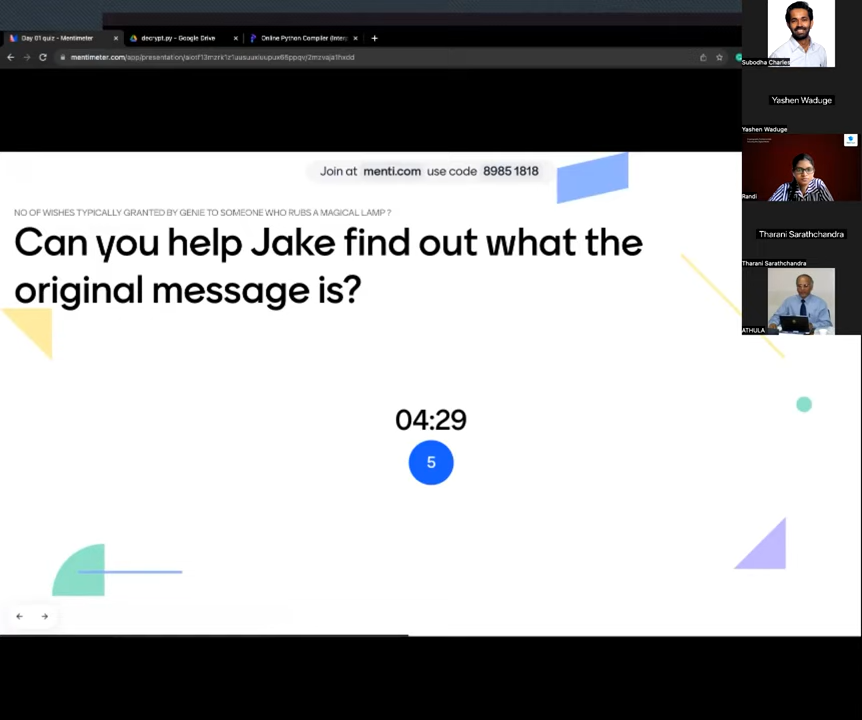 Day 01 quiz - Mentimeter
decrypt.py - Google Drive
Online Python Compiler (Interp
Join at menti.com use code 8985 1818
NO OF WISHES TYPICALLY GRANTED BY GENIE TO SOMEONE WHO RUBS A MAGICAL LAMP ?
Can you help Jake find out what the
original message is?
04:29
5
Subodha Charles
Yashen Waduge
Yashen Waduge
Randi
Tharani Sarathchandra
Tharani Sarathchandra
ATHULA